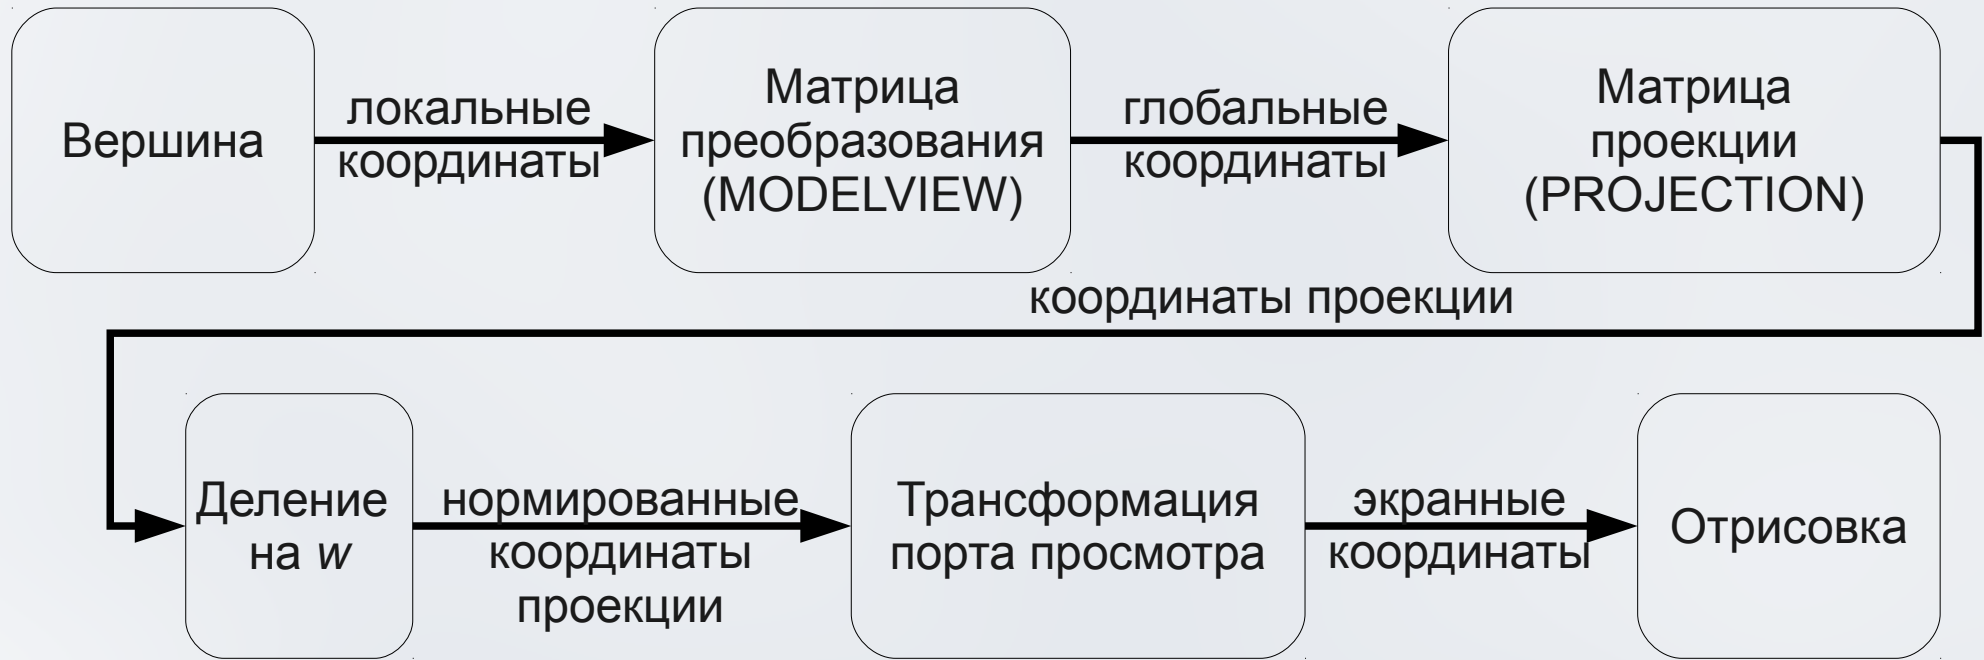 Вершина
локальные
координаты
Матрица
преобразования
(MODELVIEW)
глобальные
координаты
Матрица
проекции
(PROJECTION)
координаты проекции
Деление
на w
нормированные
координаты
проекции
Трансформация
порта просмотра
экранные
координаты
Отрисовка